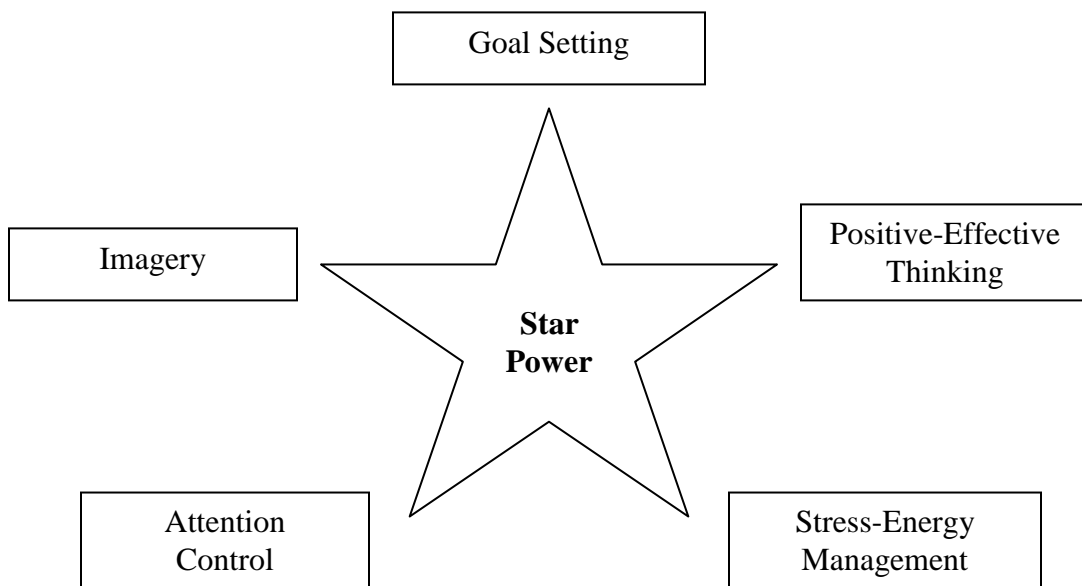 Goal Setting
Imagery
Positive-Effective
Thinking
Star
Power
Attention
Control
Stress-Energy
Management